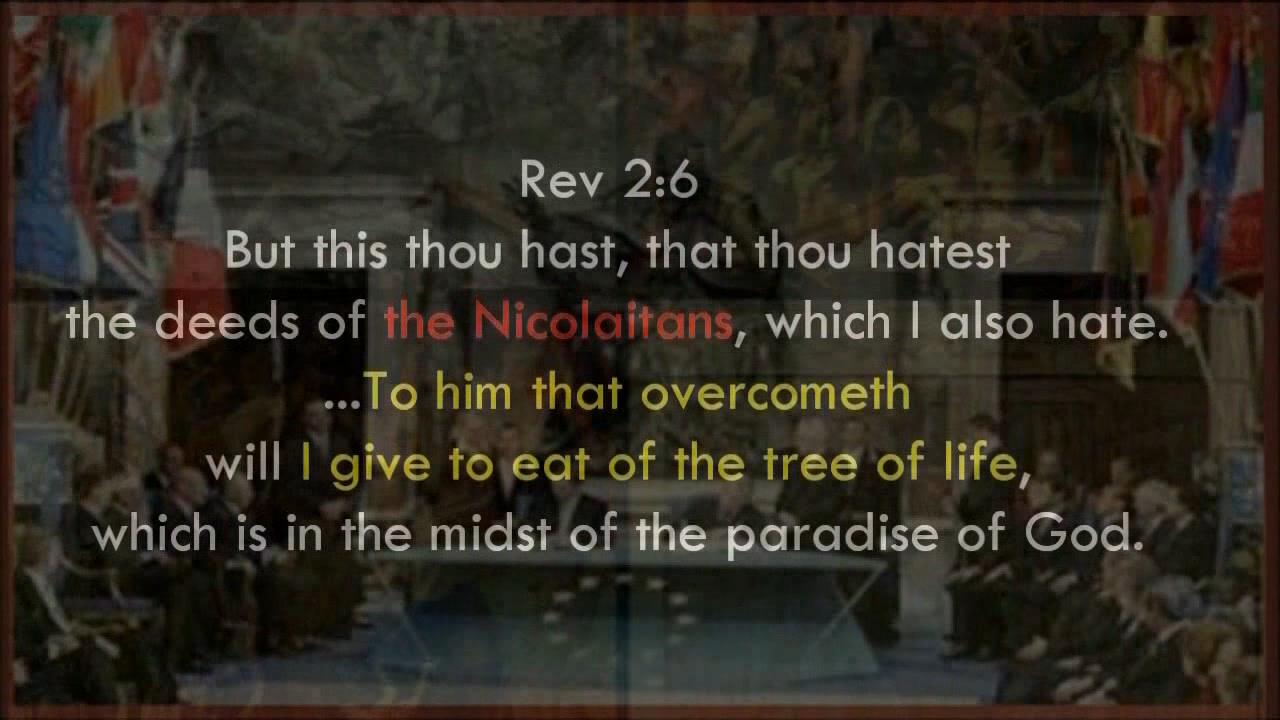 Rev 2:6
But this thou hast, that thou hatest
the deeds of the Nicolaitans, which I also hate.
...To him that overcometh
will I give to eat of the tree of life,
which is in the midst of the paradise of God.